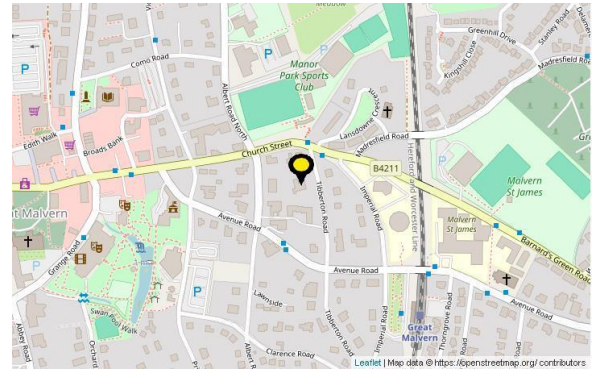 Meadow
Greenhill Drive
Kingshill Close
Stanley Road
Madresfield Road
Como Road
Albert Road North
Manor
Park Sports
Club
Lansdowne Crescent
Madresfield Road
Edith Walk
Broads Bank
Church Street
Hereford and Worcester Line
B4211
Malvern
St James
Tibberton Road
Imperial Road
at Malvern
Avenue Road
Malvern
St James
Barnard's Green Road
Grange Road
Avenue Road
Avenue Road
Abbey Road
Swan Pool Walk
Lawnside
Tibberton Road
Thorngrove Road
Great
Malvern
Orchard
Clarence Road
Albert R
Leaflet | Map data © https://openstreetmap.org/ contributors